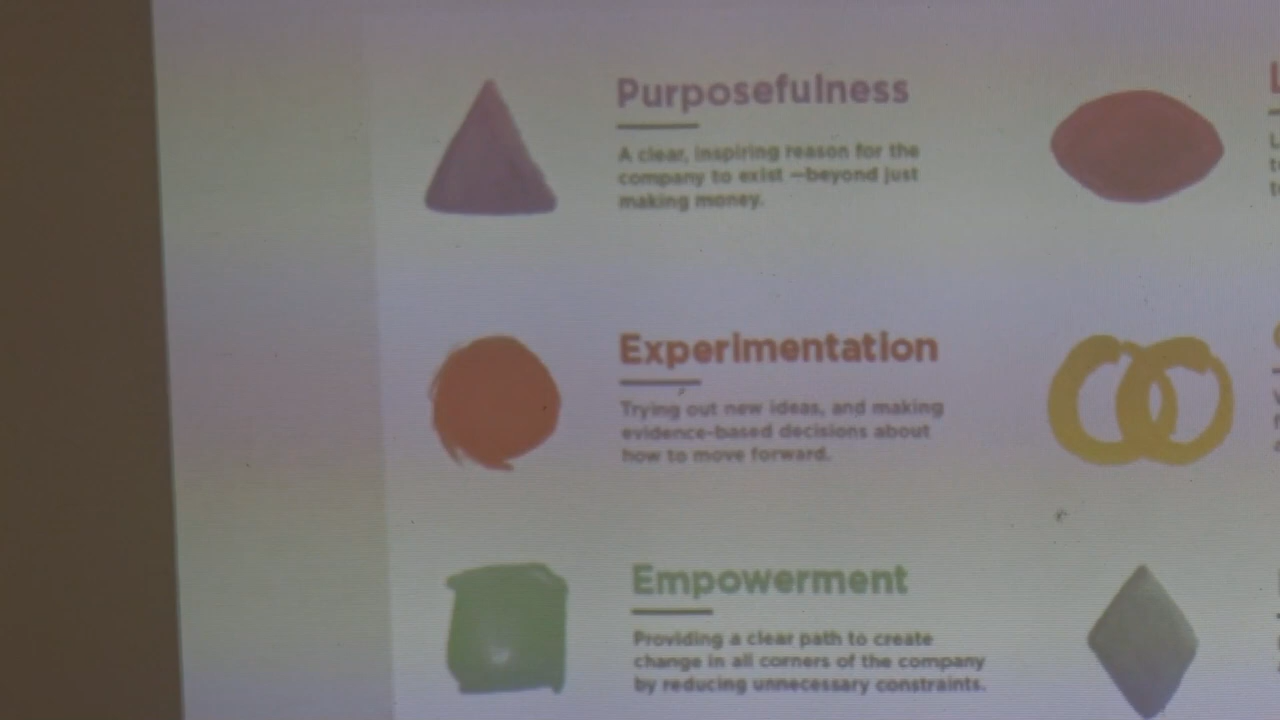 Purposefulness
A clear, inspiring reason for the
company to exist —beyond just
making money.
Experimentation
Trying out new ideas, and making
evidence-based decisions about
how to move forward.
Empowerment
Providing a clear path to create
change in all corners of the company
by reducing unnecessary constraints.